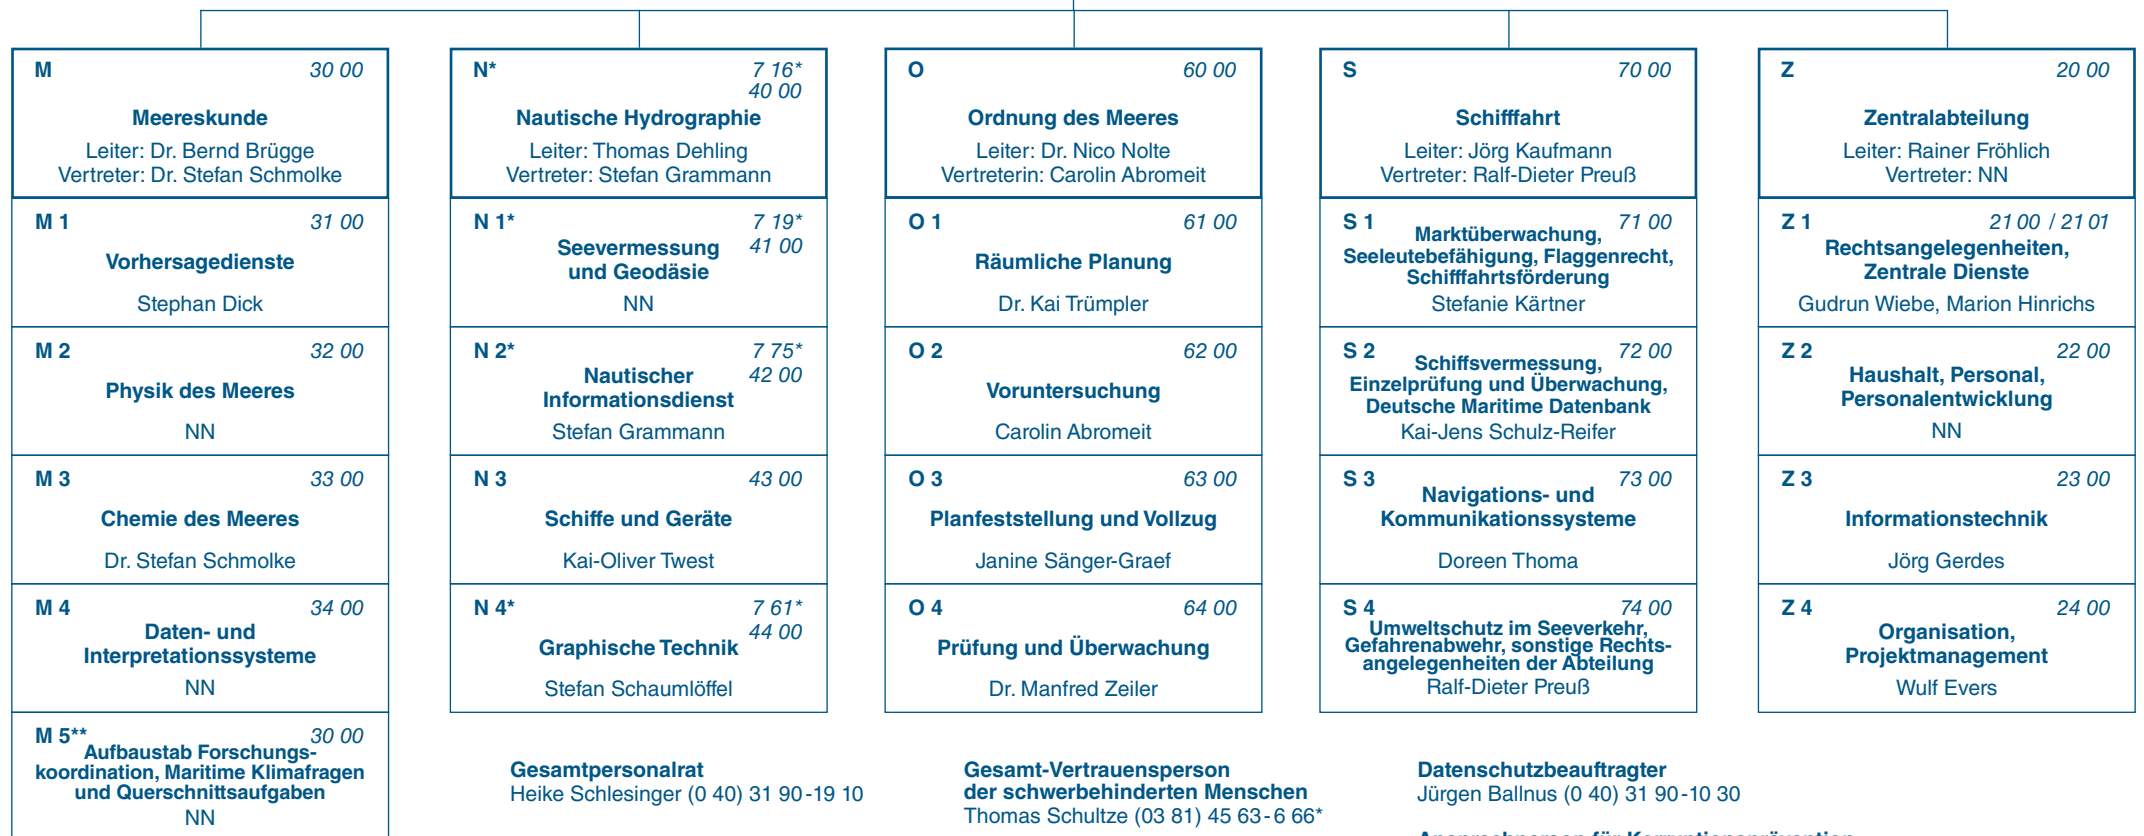 M 30 00
Meereskunde
Leiter: Dr. Bernd Brügge
Vertreter: Dr. Stefan Schmolke
M 1 31 00
Vorhersagedienste
Stephan Dick
M 2 32 00
Physik des Meeres
NN
M 3 33 00
Chemie des Meeres
Dr. Stefan Schmolke
M 4 34 00
Daten- und
Interpretationssysteme
NN
M 5** 30 00
Aufbaustab Forschungs-
koordination, Maritime Klimafragen
und Querschnittsaufgaben
NN
N* 7 16*
40 00
Nautische Hydrographie
Leiter: Thomas Dehling
Vertreter: Stefan Grammann
N 1* 7 19*
41 00
Seevermessung
und Geodäsie
NN
N 2* 7 75*
42 00
Nautischer
Informationsdienst
Stefan Grammann
N 3 43 00
Schiffe und Geräte
Kai-Oliver Twest
N 4* 7 61*
44 00
Graphische Technik
Stefan Schaumlöffel
O 60 00
Ordnung des Meeres
Leiter: Dr. Nico Nolte
Vertreterin: Carolin Abromeit
O 1 61 00
Räumliche Planung
Dr. Kai Trümpler
O 2 62 00
Voruntersuchung
Carolin Abromeit
O 3 63 00
Planfeststellung und Vollzug
Janine Sänger-Graef
O 4 64 00
Prüfung und Überwachung
Dr. Manfred Zeiler
S 70 00
Schifffahrt
Leiter: Jörg Kaufmann
Vertreter: Ralf-Dieter Preuß
S 1 71 00
Marktüberwachung,
Seeleutebefähigung, Flaggenrecht,
Schifffahrtsförderung
Stefanie Kärtner
S 2 72 00
Schiffsvermessung,
Einzelprüfung und Überwachung,
Deutsche Maritime Datenbank
Kai-Jens Schulz-Reifer
S 3 73 00
Navigations- und
Kommunikationssysteme
Doreen Thoma
S 4 74 00
Umweltschutz im Seeverkehr,
Gefahrenabwehr, sonstige Rechts-
angelegenheiten der Abteilung
Ralf-Dieter Preuß
Z 20 00
Zentralabteilung
Leiter: Rainer Fröhlich
Vertreter: NN
Z 1 21 00 / 21 01
Rechtsangelegenheiten,
Zentrale Dienste
Gudrun Wiebe, Marion Hinrichs
Z 2 22 00
Haushalt, Personal,
Personalentwicklung
NN
Z 3 23 00
Informationstechnik
Jörg Gerdes
Z 4 24 00
Organisation,
Projektmanagement
Wulf Evers
Gesamtpersonalrat
Heike Schlesinger (0 40) 31 90-19 10
Gesamt-Vertrauensperson
der schwerbehinderten Menschen
Thomas Schultze (03 81) 45 63-6 66*
Datenschutzbeauftragter
Jürgen Ballnus (0 40) 31 90-10 30
Ansprechperson für Korruptionsprävention